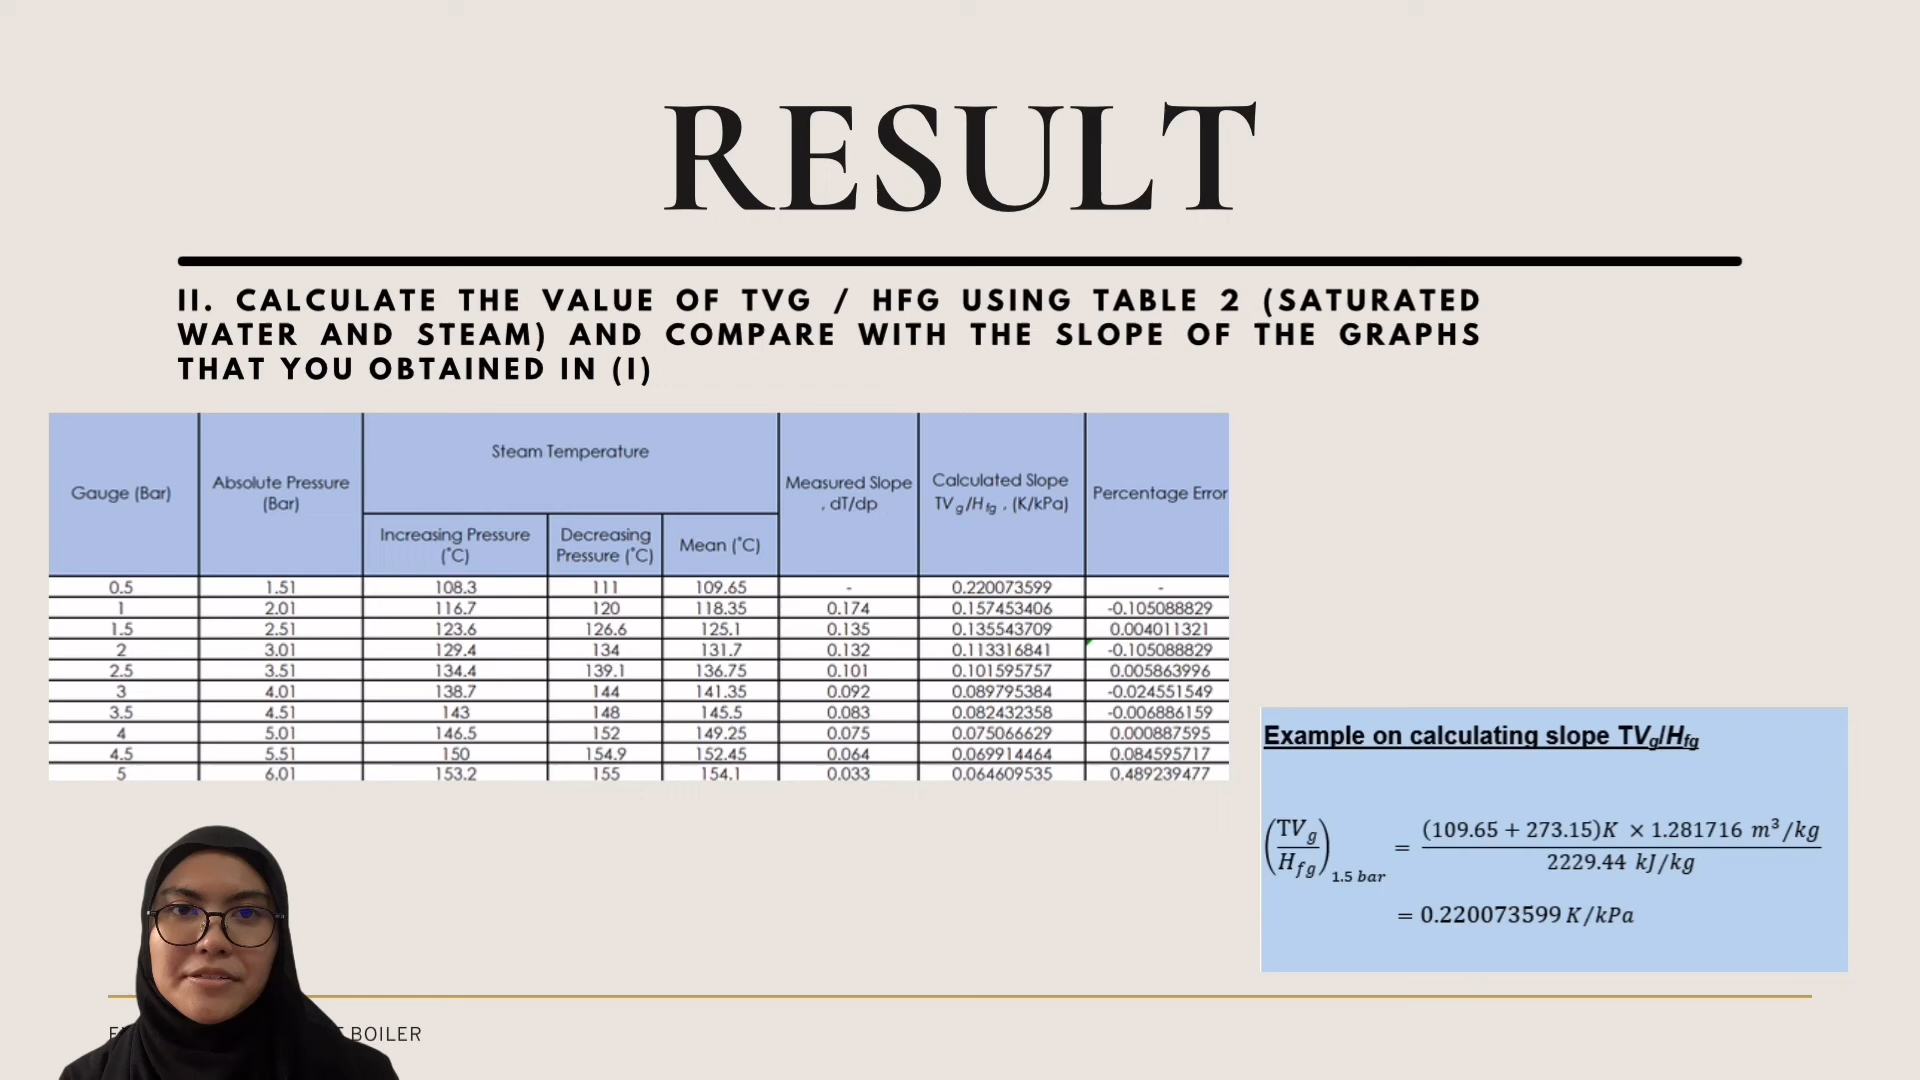 RESULT
II. CALCULATE THE VALUE OF TVG / HFG USING TABLE 2 (SATURATED
WATER AND STEAM) AND COMPARE WITH THE SLOPE OF THE GRAPHS
THAT YOU OBTAINED IN (I)
Gauge (Bar) Absolute Pressure (Bar) Steam Temperature Measured Slope , dT/dp Calculated Slope TVg/Hfg , (K/kPa) Percentage Error
Increasing Pressure (˚C) Decreasing Pressure (˚C) Mean (˚C)
0.5 1.51 108.3 111 109.65 - 0.220073599 -
1 2.01 116.7 120 118.35 0.174 0.157453406 -0.105088829
1.5 2.51 123.6 126.6 125.1 0.135 0.135543709 0.004011321
2 3.01 129.4 134 131.7 0.132 0.113316841 -0.105088829
2.5 3.51 134.4 139.1 136.75 0.101 0.101595757 0.005863996
3 4.01 138.7 144 141.35 0.092 0.089795384 -0.024551549
3.5 4.51 143 148 145.5 0.083 0.082432358 -0.006886159
4 5.01 146.5 152 149.25 0.075 0.075066629 0.000887595
4.5 5.51 150 154.9 152.45 0.064 0.069914464 0.084595717
5 6.01 153.2 155 154.1 0.033 0.064609535 0.489239477
Example on calculating slope TVg/Hfg
(TVg/Hfg)1.5 bar = (109.65 + 273.15)K × 1.281716 m³/kg
2229.44 kJ/kg
= 0.220073599 K/kPa
BOILER